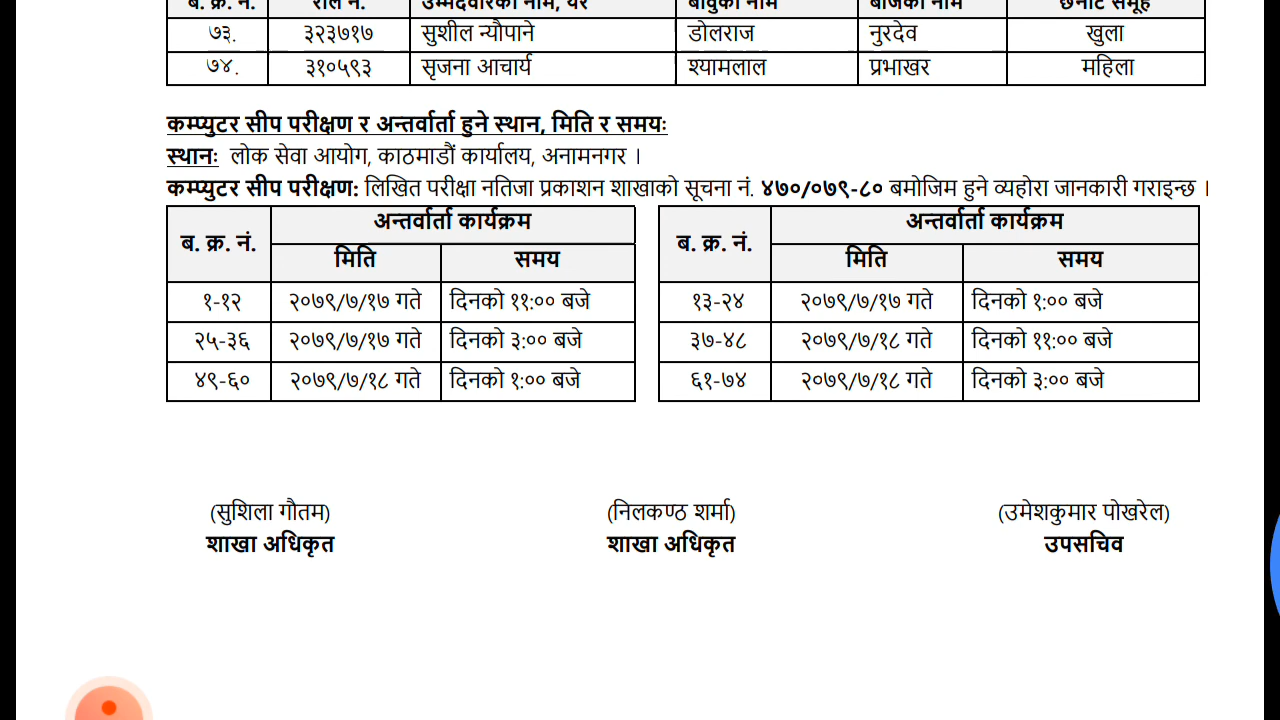 ब. क्र. नं. रोल नं. उम्मेदवारको नाम, थर बाबुको नाम बाजेको नाम छनौट समूह
७३. ३२३७१७ सुशील न्यौपाने डोलराज नुरदेव खुला
७४. ३१०५९३ सृजना आचार्य श्यामलाल प्रभाखर महिला
कम्प्युटर सीप परीक्षण र अन्तर्वार्ता हुने स्थान, मिति र समयः
स्थानः लोक सेवा आयोग, काठमाडौं कार्यालय, अनामनगर ।
कम्प्युटर सीप परीक्षण: लिखित परीक्षा नतिजा प्रकाशन शाखाको सूचना नं. ४७०/०७९-८० बमोजिम हुने व्यहोरा जानकारी गराइन्छ ।
ब. क्र. नं. अन्तर्वार्ता कार्यक्रम ब. क्र. नं. अन्तर्वार्ता कार्यक्रम
मिति समय मिति समय
१-१२ २०७९/७/१७ गते दिनको ११:०० बजे १३-२४ २०७९/७/१७ गते दिनको १:०० बजे
२५-३६ २०७९/७/१७ गते दिनको ३:०० बजे ३७-४८ २०७९/७/१८ गते दिनको ११:०० बजे
४९-६० २०७९/७/१८ गते दिनको १:०० बजे ६१-७४ २०७९/७/१८ गते दिनको ३:०० बजे
(सुशिला गौतम) (निलकण्ठ शर्मा) (उमेशकुमार पोखरेल)
शाखा अधिकृत शाखा अधिकृत उपसचिव